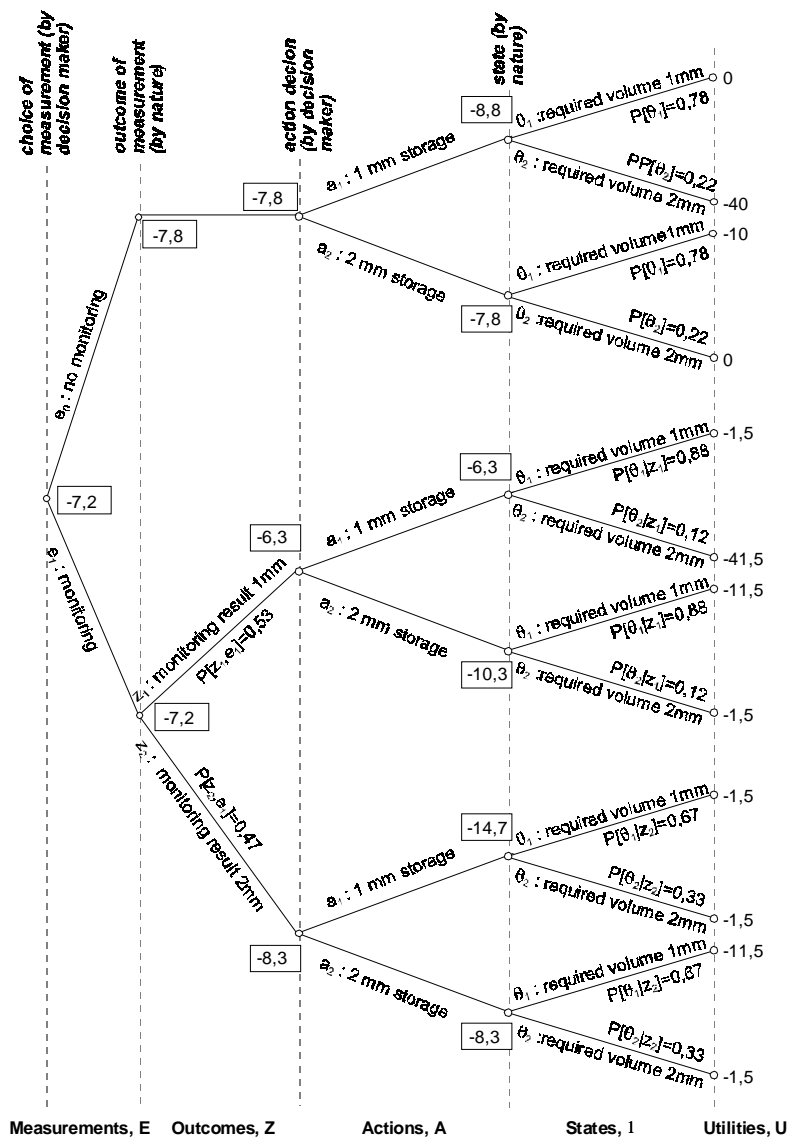 choice of
measurement (by
decision maker)
outcome of
measurement
(by nature)
action decion
(by decision
maker)
state (by
nature)
0
θ₁ : required volume 1mm
P[θ₁]=0,78
-8,8
a₁ : 1 mm storage
PP[θ₂]=0,22
θ₂ : required volume 2mm
-40
-7,8
-7,8
-10
θ₁ : required volume1mm
P[θ₁]=0,78
a₂ : 2 mm storage
-7,8
P[θ₂]=0,22
θ₂ :required volume 2mm
0
e₀ : no monitoring
-1,5
θ₁ : required volume 1mm
P[θ₁|z₁]=0,88
-6,3
a₁ : 1 mm storage
-7,2
P[θ₂|z₁]=0,12
θ₂ : required volume 2mm
-41,5
-6,3
e₁ : monitoring
-11,5
θ₁ : required volume 1mm
P[θ₁|z₁]=0,88
z₁ : monitoring result 1mm
P[z₁,e₁]=0,53
a₂ : 2 mm storage
-10,3
P[θ₂|z₁]=0,12
θ₂ :required volume 2mm
-1,5
-7,2
-1,5
θ₁ : required volume 1mm
P[θ₁|z₂]=0,67
P[z₂,e₁]=0,47
z₂ : monitoring result 2mm
-14,7
a₁ : 1 mm storage
P[θ₂|z₂]=0,33
θ₂ : required volume 2mm
-1,5
-8,3
-11,5
θ₁ : required volume 1mm
P[θ₁|z₂]=0,67
a₂ : 2 mm storage
-8,3
P[θ₂|z₂]=0,33
θ₂ :required volume 2mm
-1,5
Measurements, E Outcomes, Z Actions, A States, 1 Utilities, U